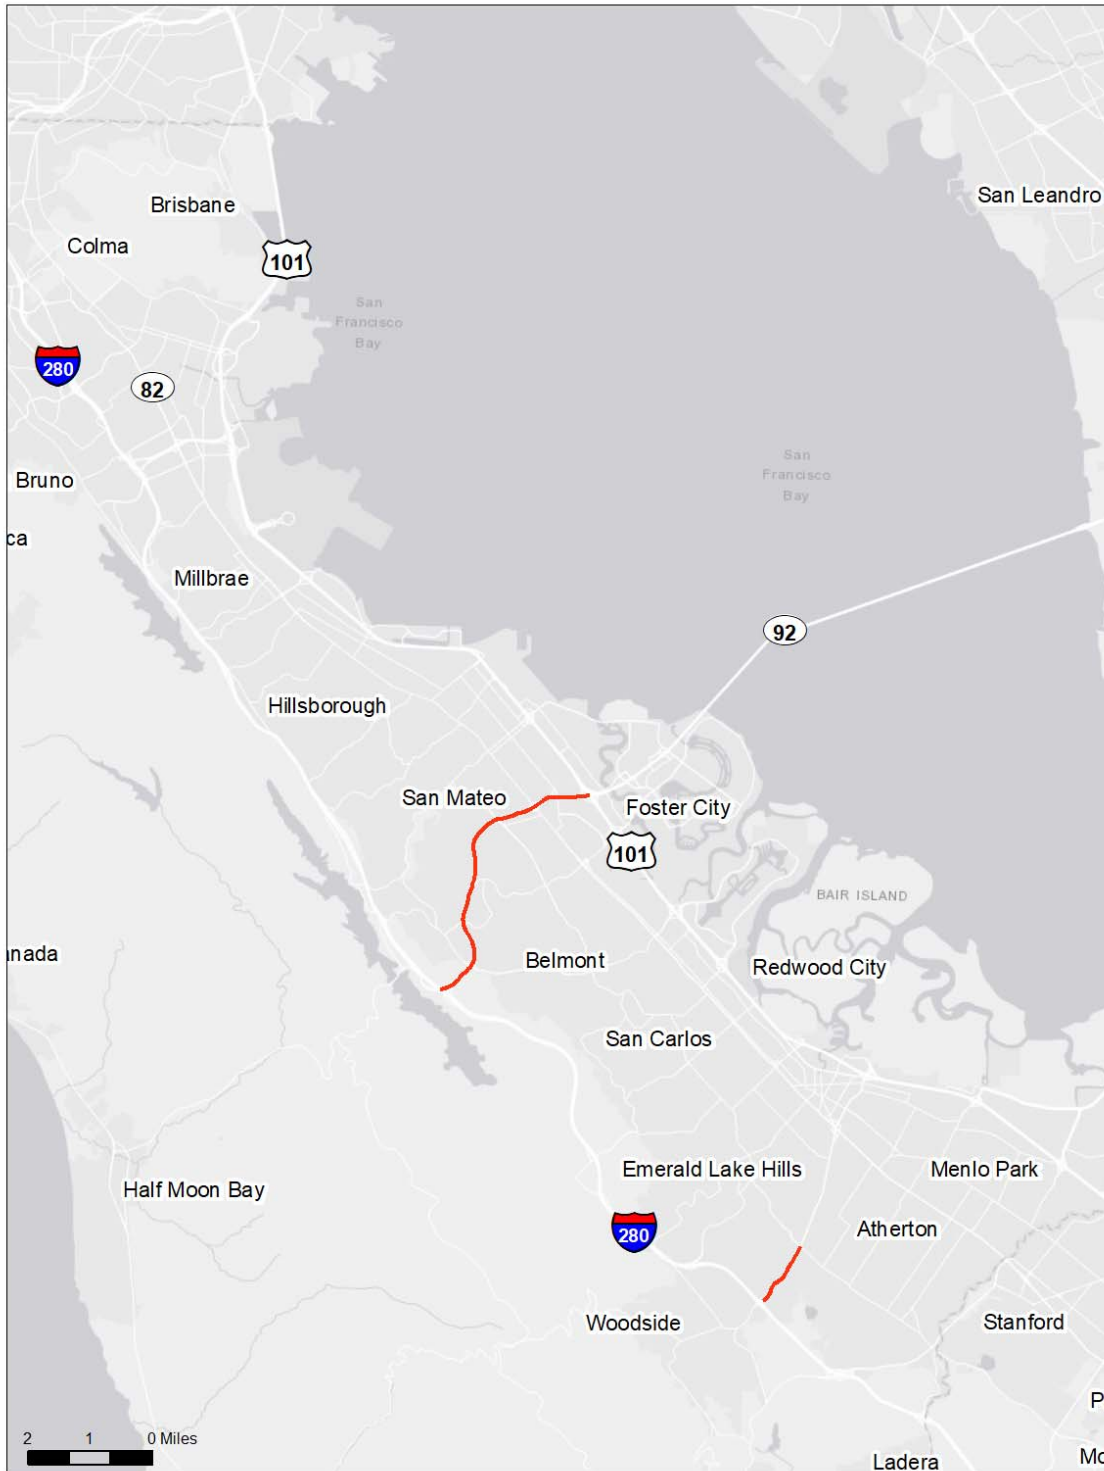 San Leandro
Brisbane
Colma
101
San
Francisco
Bay
280
82
San
Francisco
Bay
Bruno
ca
Millbrae
92
Hillsborough
San Mateo
Foster City
101
BAIR ISLAND
anada
Belmont
Redwood City
San Carlos
Emerald Lake Hills
Menlo Park
Half Moon Bay
Atherton
280
Woodside
Stanford
P
2 1 0 Miles
Mo
Ladera